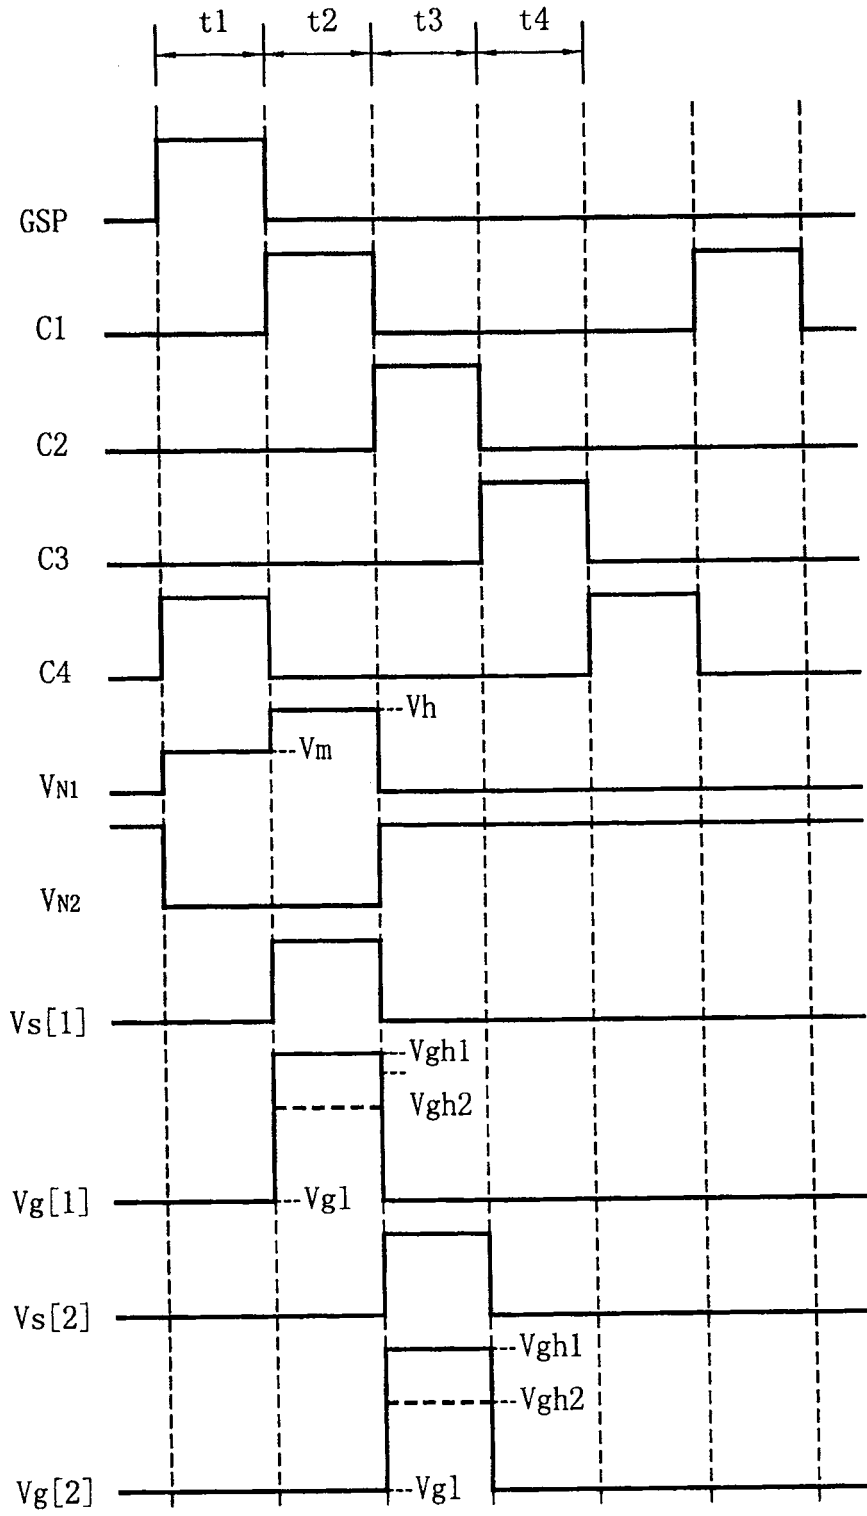 t1 t2 t3 t4
GSP
C1
C2
C3
C4
Vh
Vm
VN1
VN2
Vs[1]
Vgh1
Vgh2
Vg[1]
Vgl
Vs[2]
Vgh1
Vgh2
Vg[2]
Vgl